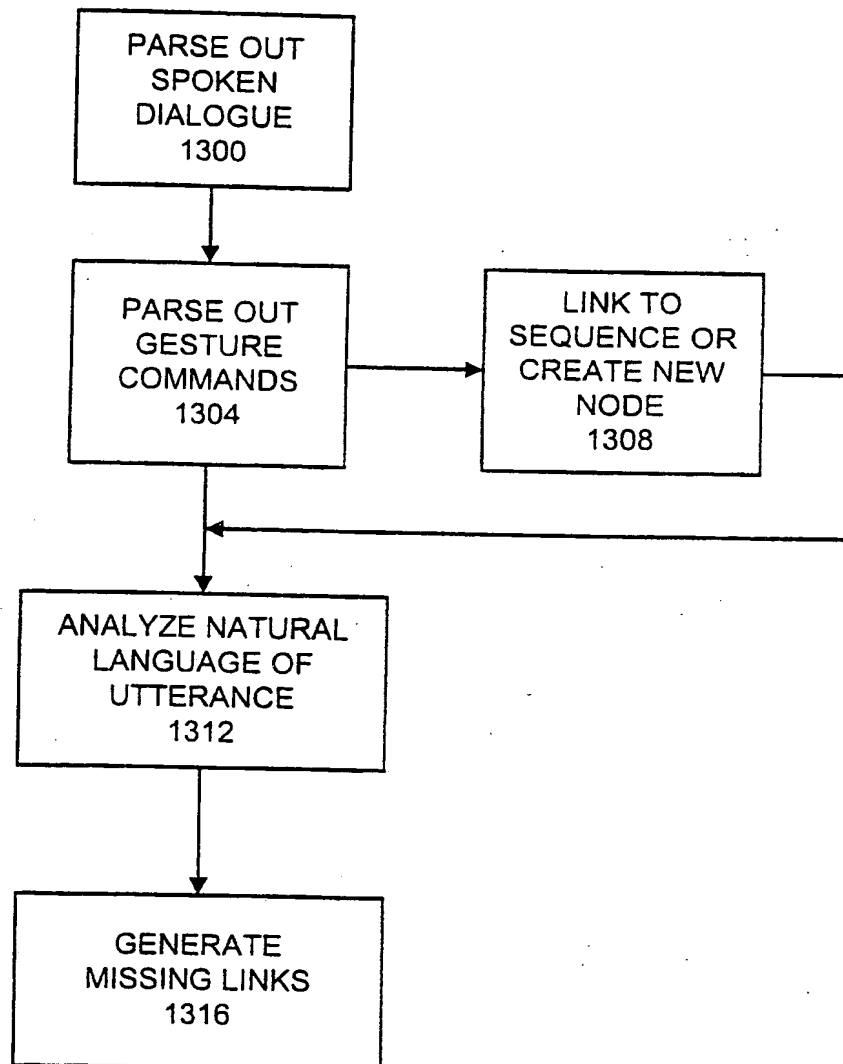 PARSE OUT
SPOKEN
DIALOGUE
1300
PARSE OUT
GESTURE
COMMANDS
1304
LINK TO
SEQUENCE OR
CREATE NEW
NODE
1308
ANALYZE NATURAL
LANGUAGE OF
UTTERANCE
1312
GENERATE
MISSING LINKS
1316